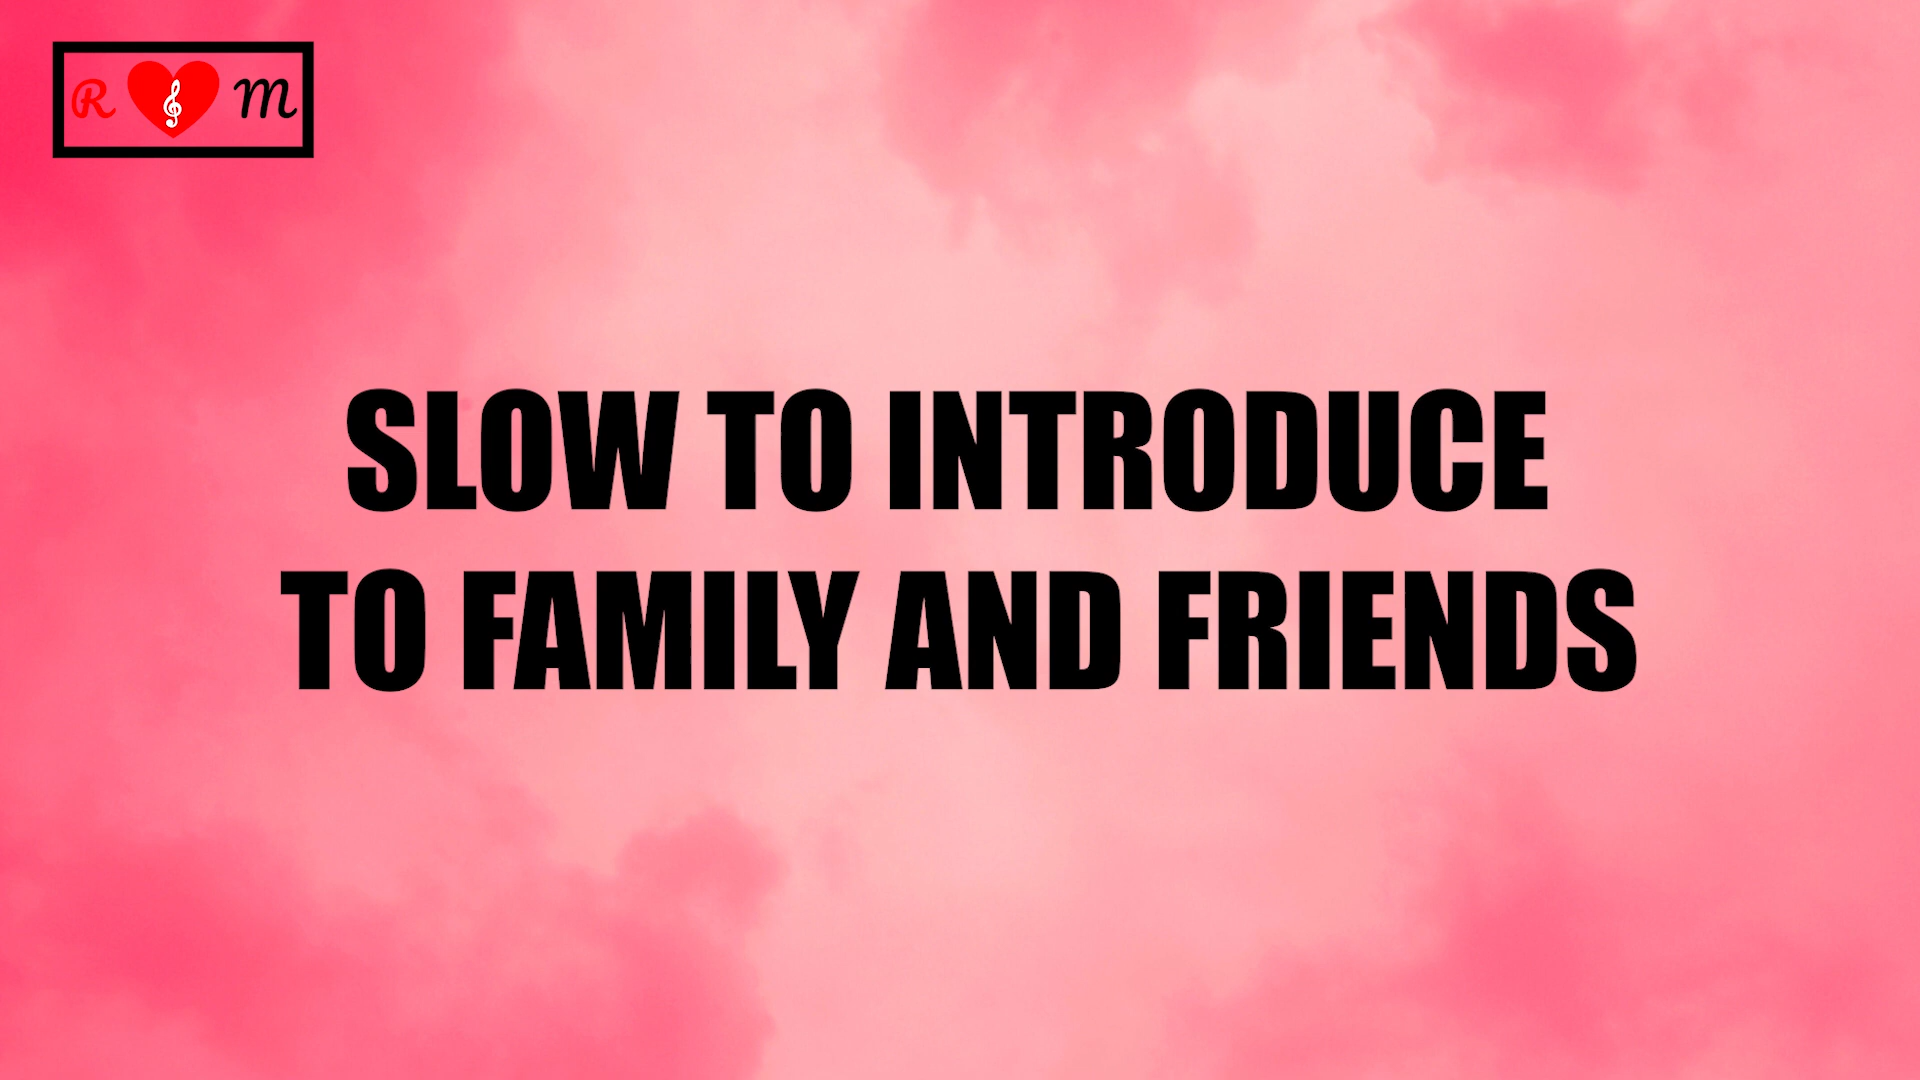 R M
SLOW TO INTRODUCE
TO FAMILY AND FRIENDS